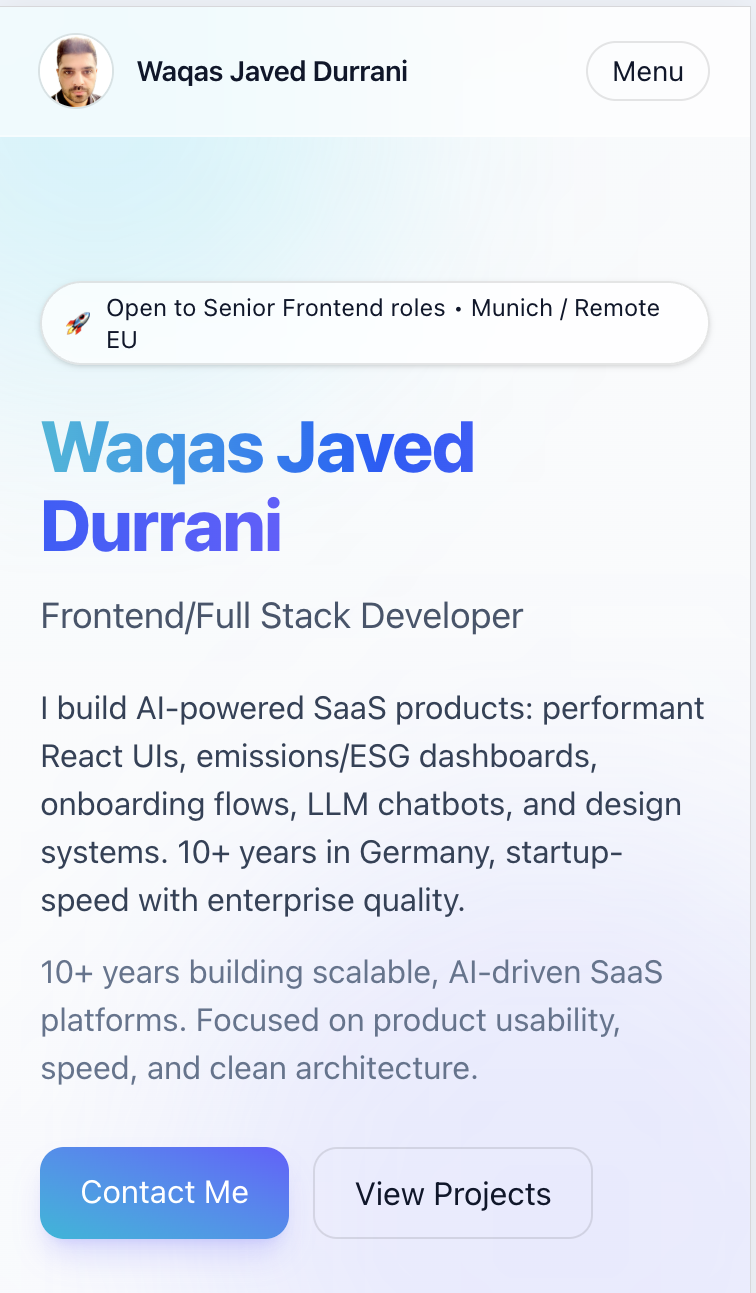 Waqas Javed Durrani
Menu
🚀 Open to Senior Frontend roles • Munich / Remote
EU
Waqas Javed
Durrani
Frontend/Full Stack Developer
I build AI-powered SaaS products: performant
React UIs, emissions/ESG dashboards,
onboarding flows, LLM chatbots, and design
systems. 10+ years in Germany, startup-
speed with enterprise quality.
10+ years building scalable, AI-driven SaaS
platforms. Focused on product usability,
speed, and clean architecture.
Contact Me
View Projects